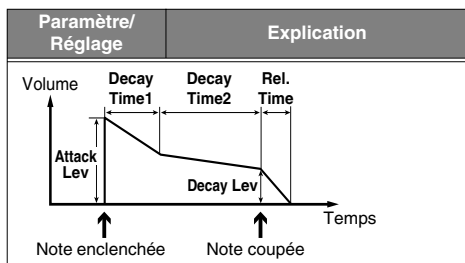 Paramètre/
Réglage
Explication
Volume
Decay
Time1
Decay
Time2
Rel.
Time
Attack
Lev
Decay Lev
Temps
Note enclenchée
Note coupée